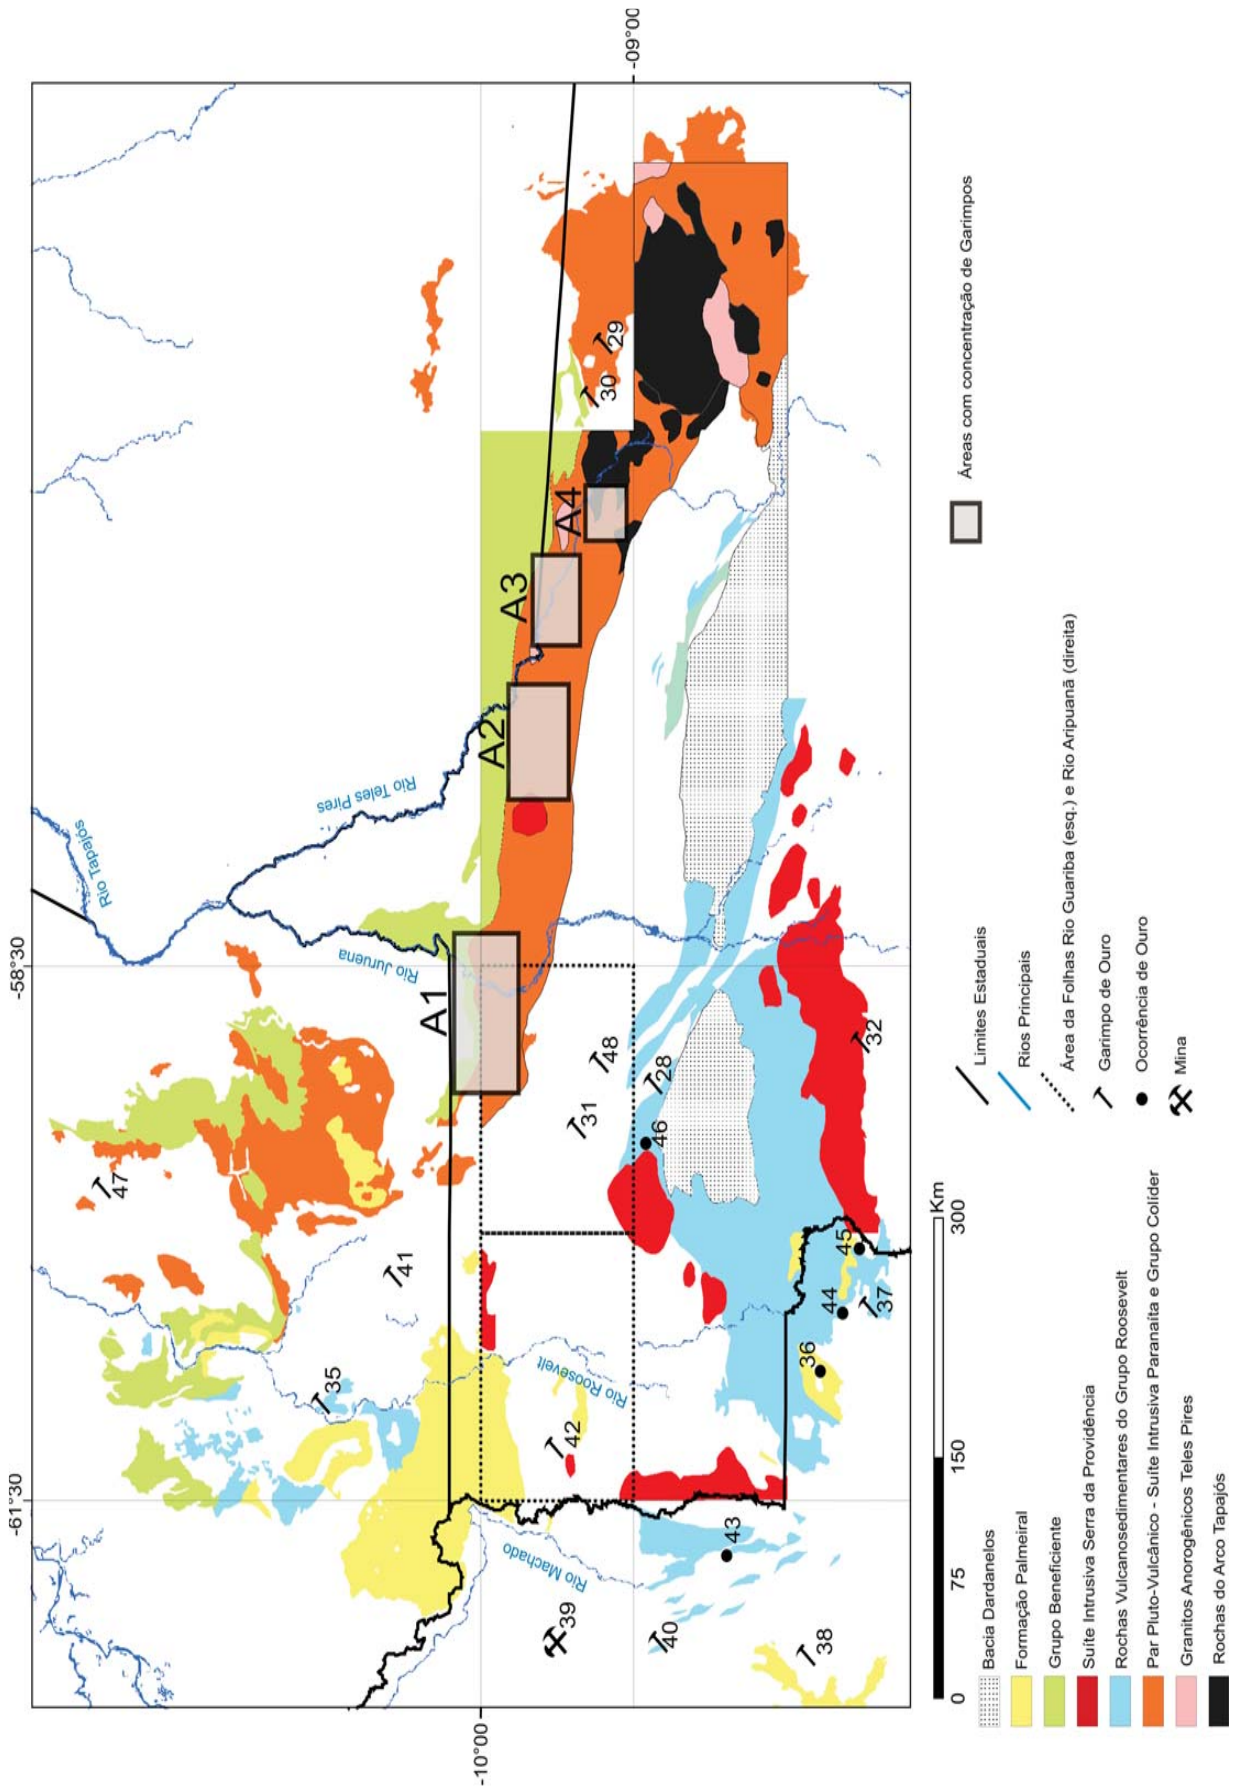 -61°30
-58°30
-10°00
-09°00
Rio Tapajós
Rio Teles Pires
Rio Juruena
Rio Roosevelt
Rio Machado
A1
A2
A3
A4
47
41
35
42
39
40
38
43
36
44
37
45
46
28
31
48
32
30
29
0
75
150
300
Km
Bacia Dardanelos
Formação Palmeiral
Grupo Beneficiente
Suíte Intrusiva Serra da Providência
Rochas Vulcanosedimentares do Grupo Roosevelt
Par Pluto-Vulcânico - Suíte Intrusiva Paranaita e Grupo Colider
Granitos Anorogênicos Teles Pires
Rochas do Arco Tapajós
Limites Estaduais
Rios Principais
Área da Folhas Rio Guariba (esq.) e Rio Aripuanã (direita)
Garimpo de Ouro
Ocorrência de Ouro
Mina
Áreas com concentração de Garimpos